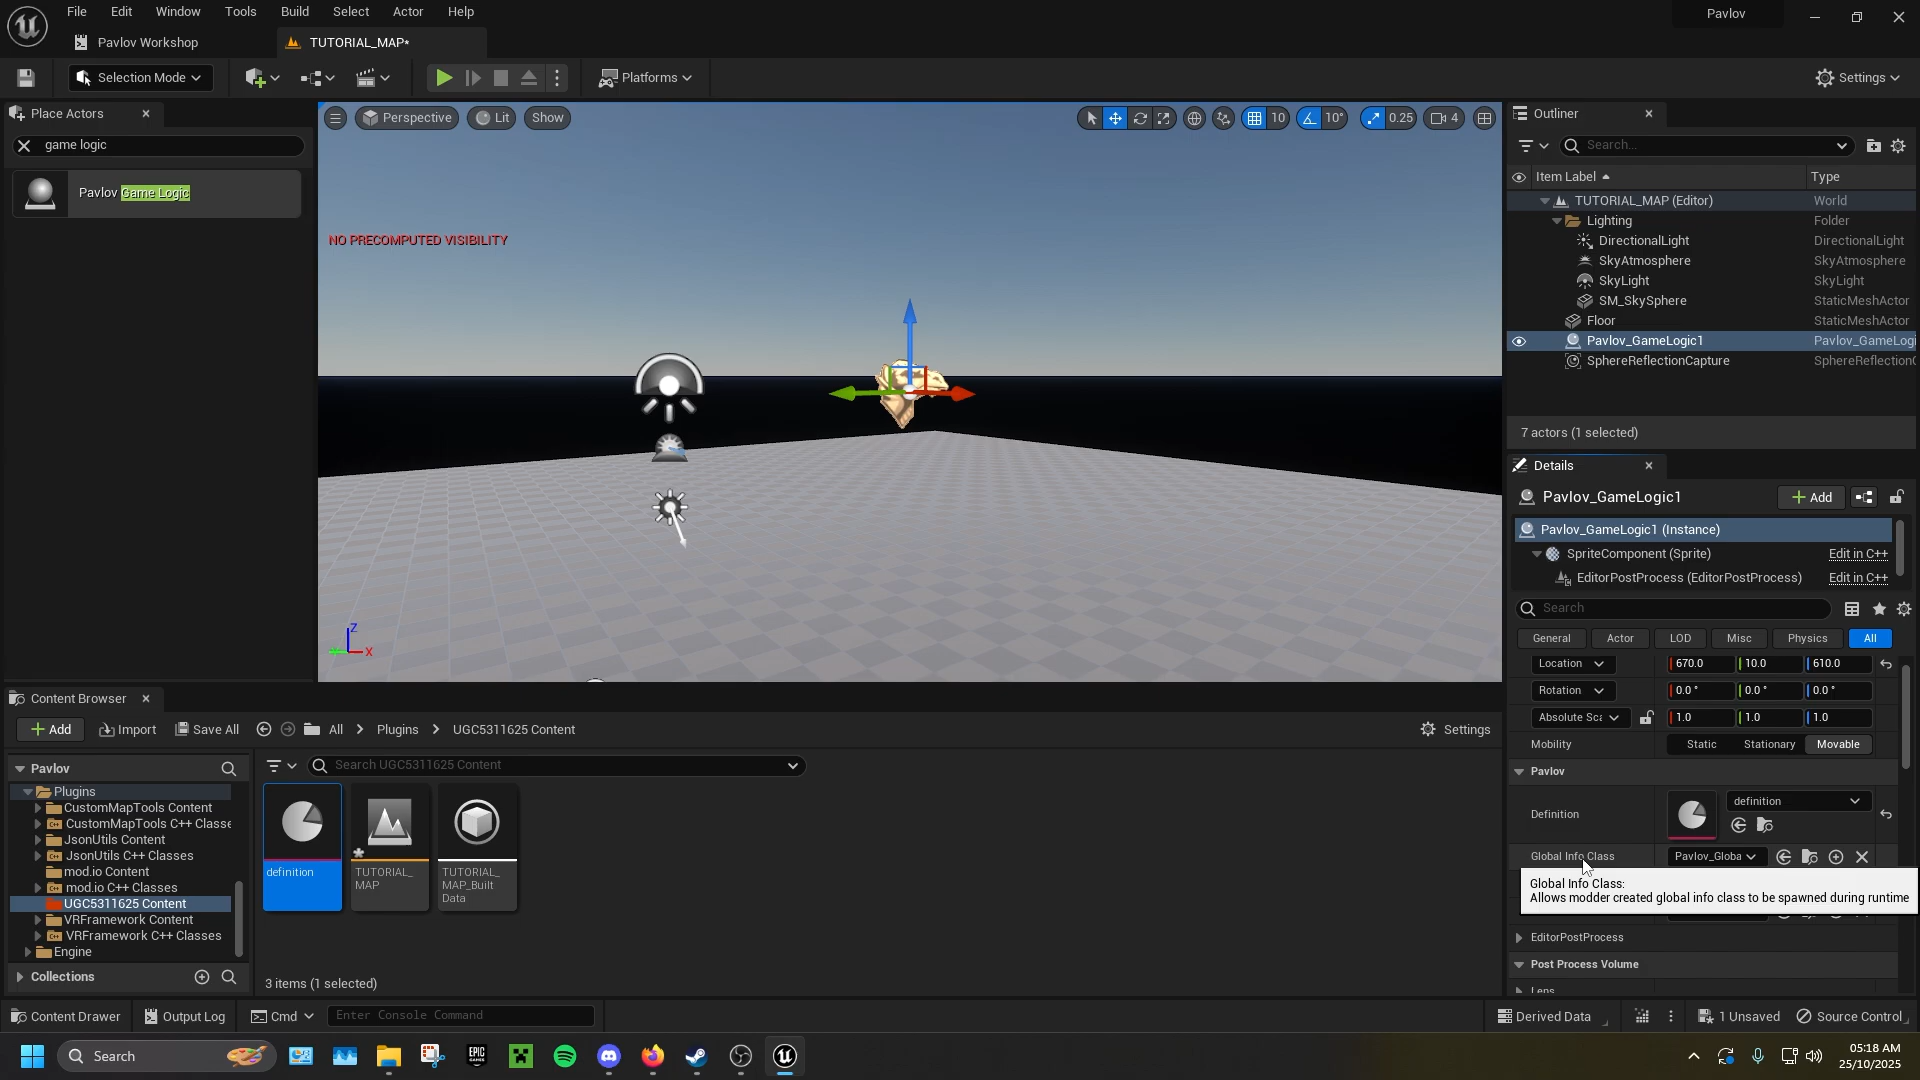 File Edit Window Tools Build Select Actor Help
Pavlov
Pavlov Workshop
TUTORIAL_MAP*
Selection Mode
Platforms
Settings
Place Actors
game logic
Pavlov Game Logic
Perspective
Lit
Show
10
10°
0.25
4
NO PRECOMPUTED VISIBILITY
Z
X
Outliner
Search...
Item Label
Type
TUTORIAL_MAP (Editor) World
Lighting Folder
DirectionalLight DirectionalLight
SkyAtmosphere SkyAtmosphere
SkyLight SkyLight
SM_SkySphere StaticMeshActor
Floor StaticMeshActor
Pavlov_GameLogic1 Pavlov_GameLogi
SphereReflectionCapture SphereReflectionC
7 actors (1 selected)
Details
Pavlov_GameLogic1
Add
Pavlov_GameLogic1 (Instance)
SpriteComponent (Sprite) Edit in C++
EditorPostProcess (EditorPostProcess) Edit in C++
Search
General Actor LOD Misc Physics All
Location 670.0 10.0 610.0
Rotation 0.0° 0.0° 0.0°
Absolute Sca 1.0 1.0 1.0
Mobility Static Stationary Movable
Pavlov
Definition definition
Global Info Class Pavlov_Globa
Global Info Class:
Allows modder created global info class to be spawned during runtime
EditorPostProcess
Post Process Volume
Lens
Content Browser
Add Import Save All All Plugins UGC5311625 Content Settings
Pavlov
Plugins
CustomMapTools Content
CustomMapTools C++ Classe
JsonUtils Content
JsonUtils C++ Classes
mod.io Content
mod.io C++ Classes
UGC5311625 Content
VRFramework Content
VRFramework C++ Classes
Engine
Collections
Search UGC5311625 Content
definition
TUTORIAL_
MAP
TUTORIAL_
MAP_Built
Data
3 items (1 selected)
Content Drawer Output Log Cmd Enter Console Command Derived Data 1 Unsaved Source Control
Search
EPIC
GAMES
05:18 AM
25/10/2025